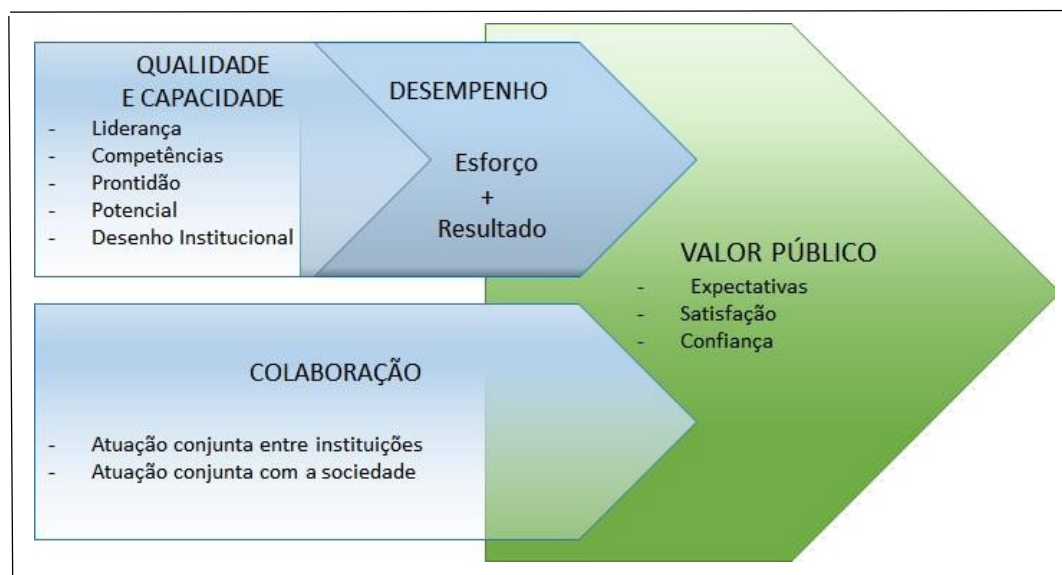 QUALIDADE
E CAPACIDADE
- Liderança
- Competências
- Prontidão
- Potencial
- Desenho Institucional
DESEMPENHO
Esforço
+
Resultado
COLABORAÇÃO
- Atuação conjunta entre instituições
- Atuação conjunta com a sociedade
VALOR PÚBLICO
- Expectativas
- Satisfação
- Confiança